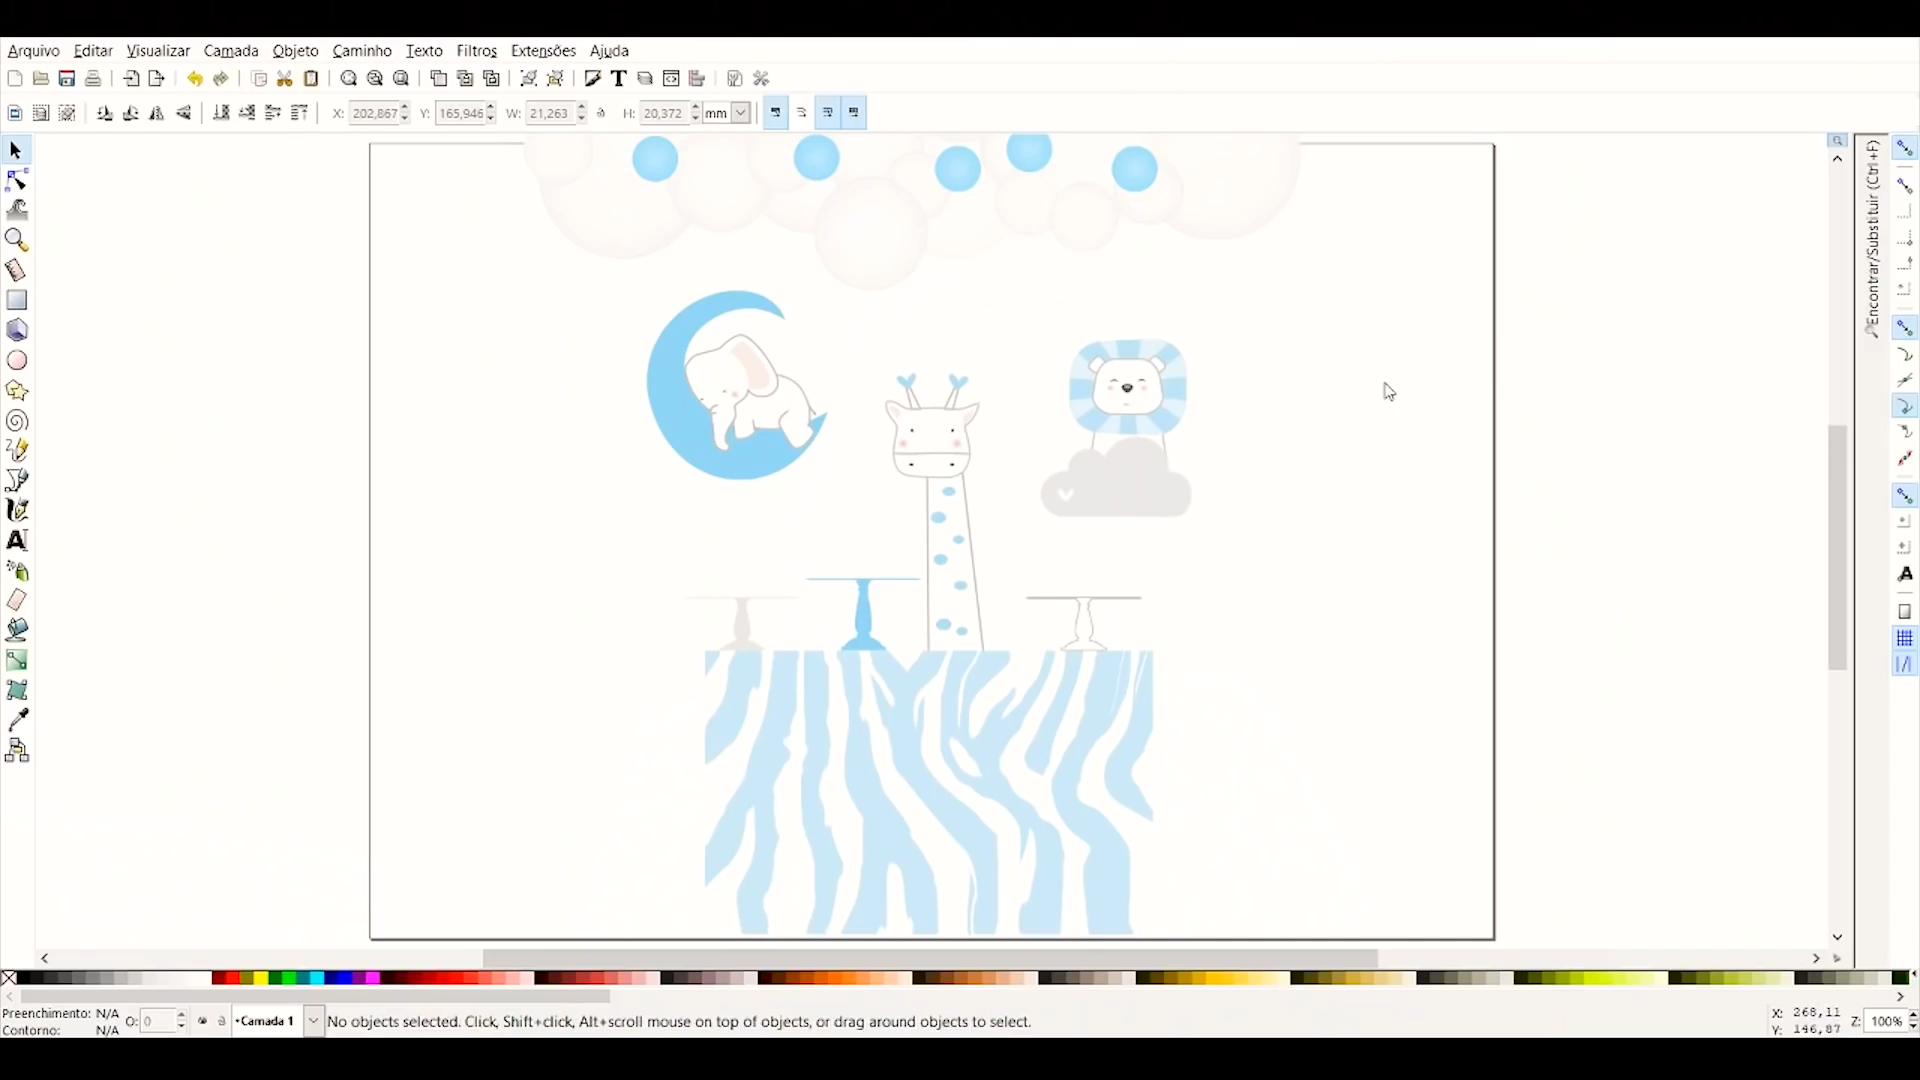 Arquivo Editar Visualizar Camada Objeto Caminho Texto Filtros Extensões Ajuda
X: 202,867 Y: 165,946 W: 21,263 H: 20,372 mm
Encontrar/Substituir (Ctrl+F)
Preenchimento: N/A
Contorno: N/A
O: 0
•Camada 1
No objects selected. Click, Shift+click, Alt+scroll mouse on top of objects, or drag around objects to select.
X: 268,11
Y: 146,87
Z: 100%